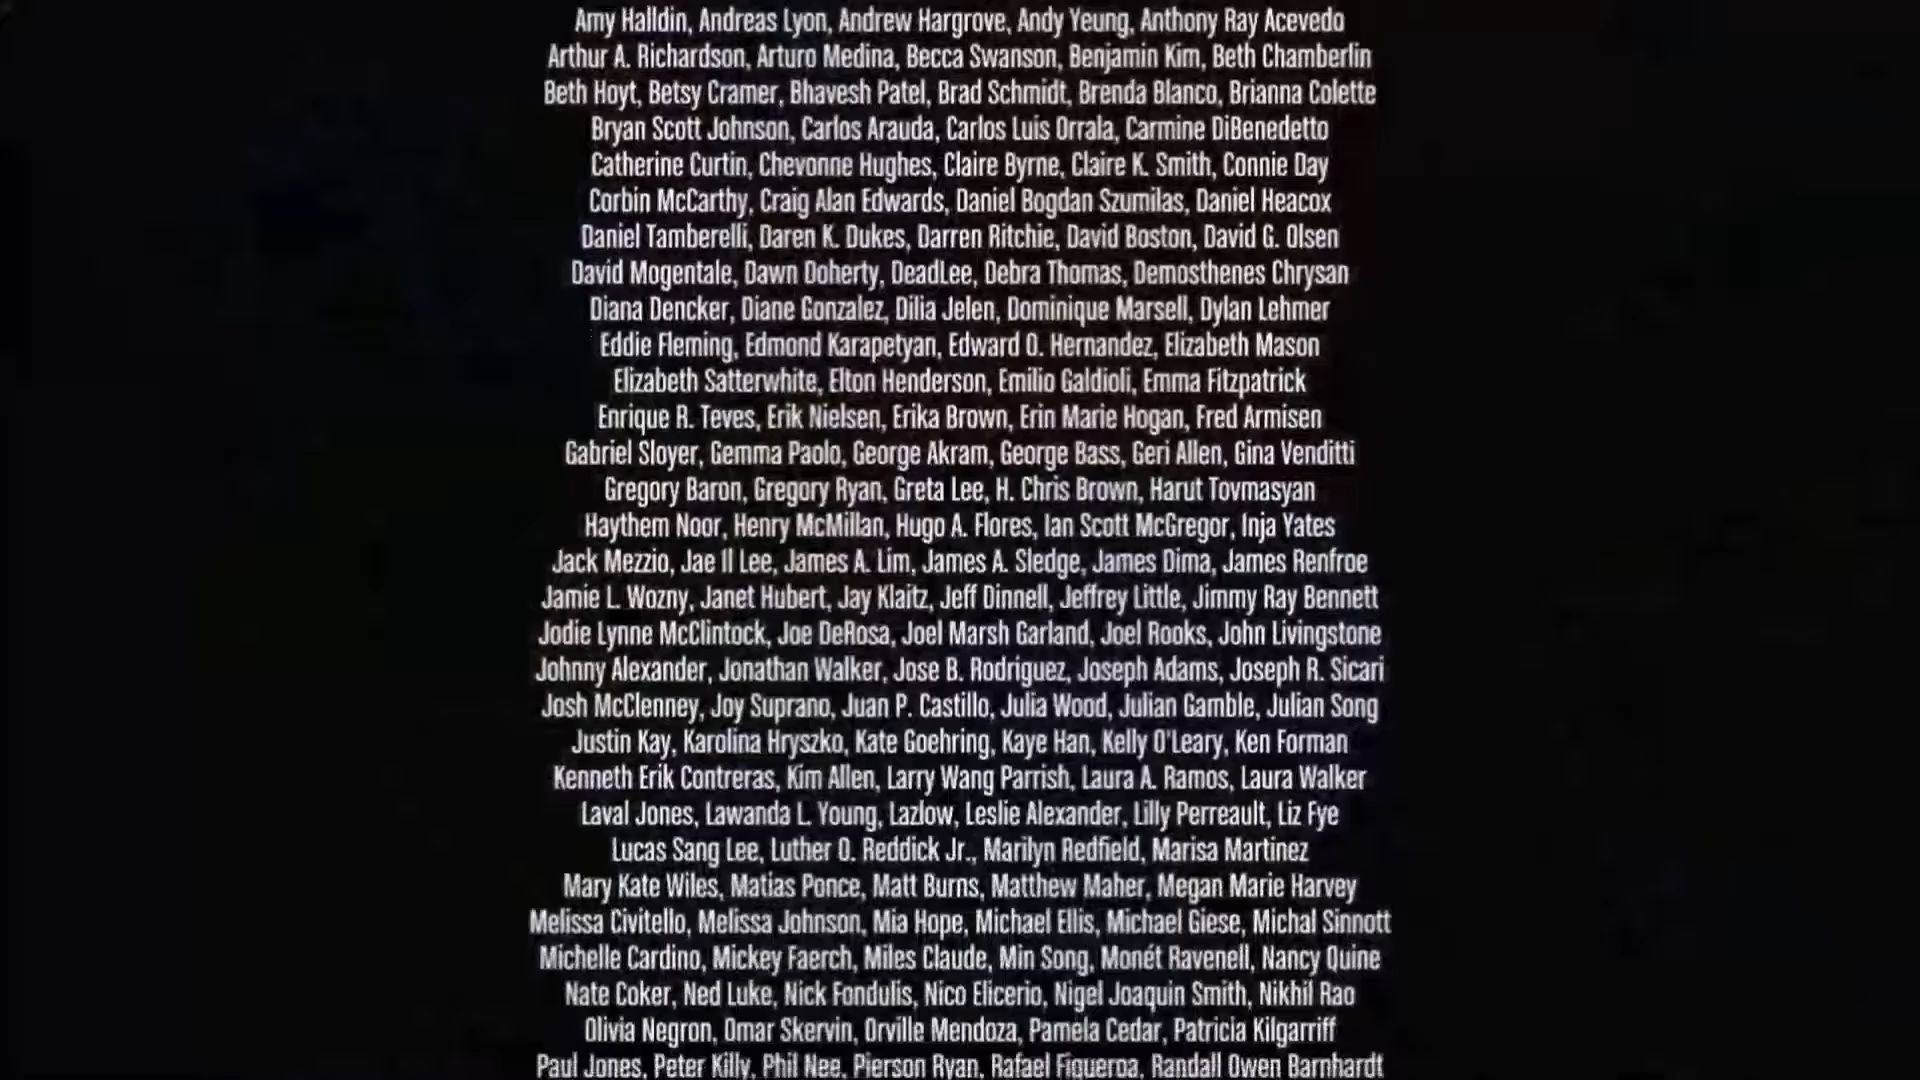 Amy Halldin, Andreas Lyon, Andrew Hargrove, Andy Yeung, Anthony Ray Acevedo
Arthur A. Richardson, Arturo Medina, Becca Swanson, Benjamin Kim, Beth Chamberlin
Beth Hoyt, Betsy Cramer, Bhavesh Patel, Brad Schmidt, Brenda Blanco, Brianna Colette
Bryan Scott Johnson, Carlos Arauda, Carlos Luis Orrala, Carmine DiBenedetto
Catherine Curtin, Chevonne Hughes, Claire Byrne, Claire K. Smith, Connie Day
Corbin McCarthy, Craig Alan Edwards, Daniel Bogdan Szumilas, Daniel Heacox
Daniel Tamberelli, Daren K. Dukes, Darren Ritchie, David Boston, David G. Olsen
David Mogentale, Dawn Doherty, DeadLee, Debra Thomas, Demosthenes Chrysan
Diana Dencker, Diane Gonzalez, Dilia Jelen, Dominique Marsell, Dylan Lehmer
Eddie Fleming, Edmond Karapetyan, Edward O. Hernandez, Elizabeth Mason
Elizabeth Satterwhite, Elton Henderson, Emilio Galdioli, Emma Fitzpatrick
Enrique R. Teves, Erik Nielsen, Erika Brown, Erin Marie Hogan, Fred Armisen
Gabriel Sloyer, Gemma Paolo, George Akram, George Bass, Geri Allen, Gina Venditti
Gregory Baron, Gregory Ryan, Greta Lee, H. Chris Brown, Harut Tovmasyan
Haythem Noor, Henry McMillan, Hugo A. Flores, Ian Scott McGregor, Inja Yates
Jack Mezzio, Jae Il Lee, James A. Lim, James A. Sledge, James Dima, James Renfroe
Jamie L. Wozny, Janet Hubert, Jay Klaitz, Jeff Dinnell, Jeffrey Little, Jimmy Ray Bennett
Jodie Lynne McClintock, Joe DeRosa, Joel Marsh Garland, Joel Rooks, John Livingstone
Johnny Alexander, Jonathan Walker, Jose B. Rodriguez, Joseph Adams, Joseph R. Sicari
Josh McClenney, Joy Suprano, Juan P. Castillo, Julia Wood, Julian Gamble, Julian Song
Justin Kay, Karolina Hryszko, Kate Goehring, Kaye Han, Kelly O'Leary, Ken Forman
Kenneth Erik Contreras, Kim Allen, Larry Wang Parrish, Laura A. Ramos, Laura Walker
Laval Jones, Lawanda L. Young, Lazlow, Leslie Alexander, Lilly Perreault, Liz Fye
Lucas Sang Lee, Luther O. Reddick Jr., Marilyn Redfield, Marisa Martinez
Mary Kate Wiles, Matias Ponce, Matt Burns, Matthew Maher, Megan Marie Harvey
Melissa Civitello, Melissa Johnson, Mia Hope, Michael Ellis, Michael Giese, Michal Sinnott
Michelle Cardino, Mickey Faerch, Miles Claude, Min Song, Monét Ravenell, Nancy Quine
Nate Coker, Ned Luke, Nick Fondulis, Nico Elicerio, Nigel Joaquin Smith, Nikhil Rao
Olivia Negron, Omar Skervin, Orville Mendoza, Pamela Cedar, Patricia Kilgarriff
Paul Jones, Peter Killy, Phil Nee, Pierson Ryan, Rafael Figueroa, Randall Owen Barnhardt